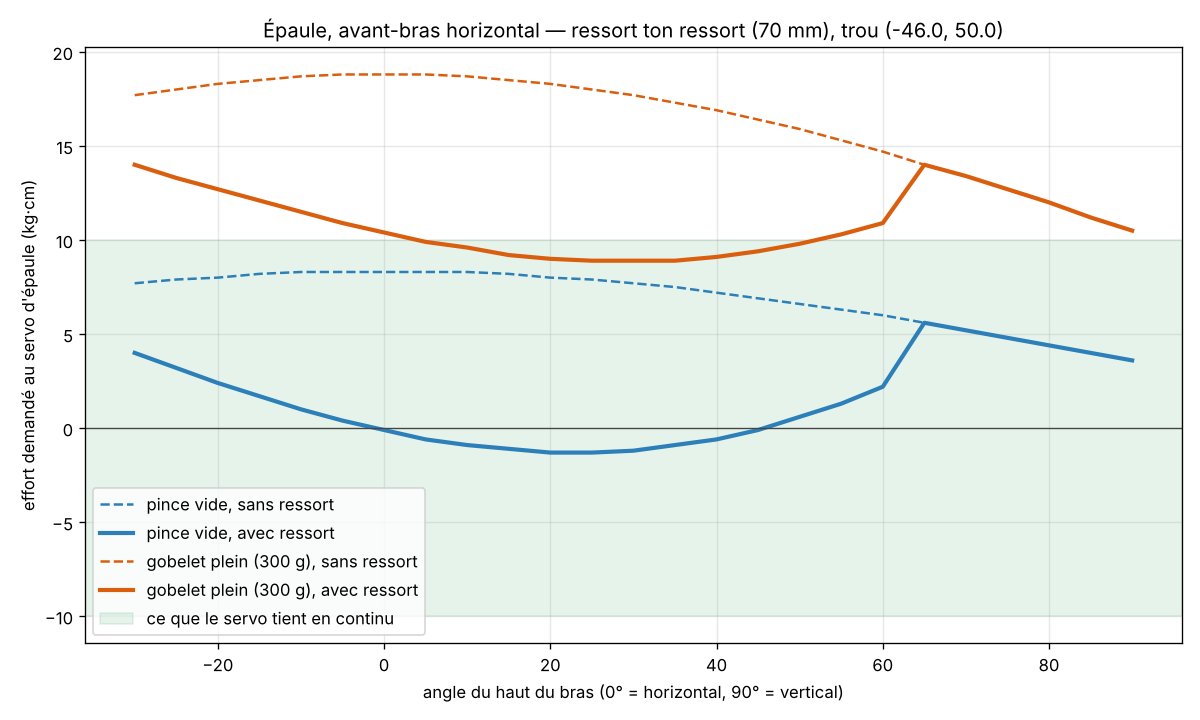 Épaule, avant-bras horizontal — ressort ton ressort (70 mm), trou (-46.0, 50.0)
effort demandé au servo d'épaule (kg·cm)
20
15
10
5
0
−5
−10
pince vide, sans ressort
pince vide, avec ressort
gobelet plein (300 g), sans ressort
gobelet plein (300 g), avec ressort
ce que le servo tient en continu
−20 0 20 40 60 80
angle du haut du bras (0° = horizontal, 90° = vertical)